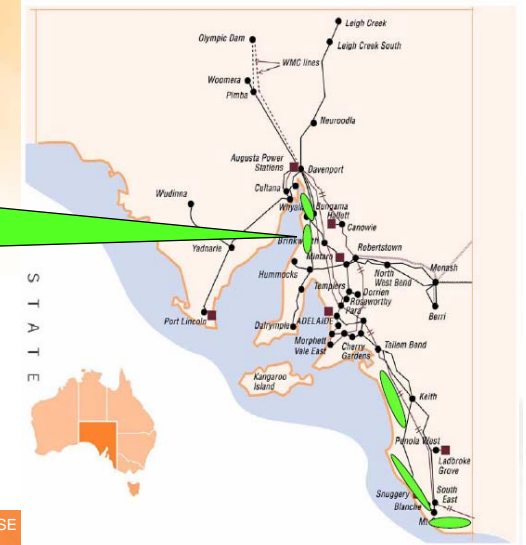 Leigh Creek
Olympic Dam
Leigh Creek South
WMC lines
Woomera
Pimba
Neuroodla
Augusta Power
Stations
Davenport
Cultana
Wudinna
Whyalla
Bungama
Hallett
Canowie
Yadnarie
Brinkworth
Mintaro
Robertstown
Hummocks
North
West Bend
Monash
Templers
Dorrien
Roseworthy
Berri
Port Lincoln
Dalrymple
ADELAIDE
Para
Morphett
Vale East
Cherry
Gardens
Tailem Bend
Kangaroo
Island
Keith
Penola West
Ladbroke
Grove
Snuggery
South
East
Blanche
STATE
SE